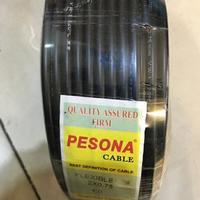 QUALITY ASSURED
FIRM
PESONA
CABLE
BEST DEFINITION OF CABLE
FLEXIBLE
2X0.75